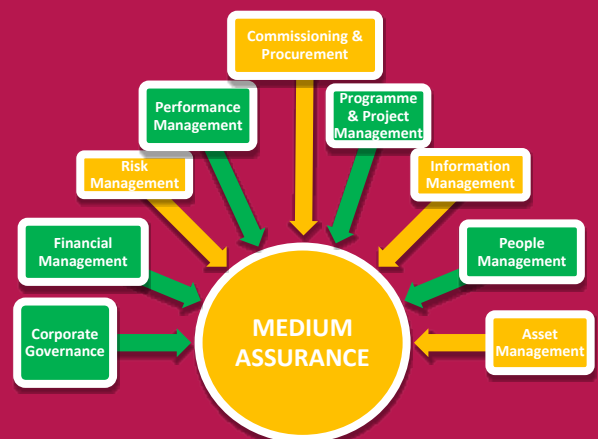 Commissioning &
Procurement
Performance
Management
Programme
& Project
Management
Risk
Management
Information
Management
Financial
Management
People
Management
Corporate
Governance
MEDIUM
ASSURANCE
Asset
Management